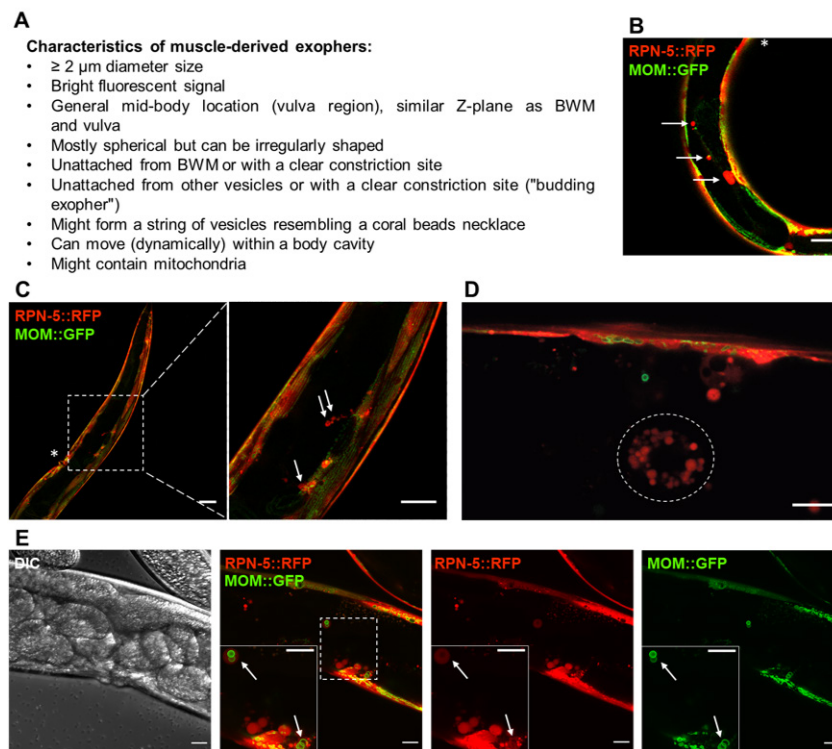 A
Characteristics of muscle-derived exophers:
• ≥ 2 µm diameter size
• Bright fluorescent signal
• General mid-body location (vulva region), similar Z-plane as BWM
and vulva
• Mostly spherical but can be irregularly shaped
• Unattached from BWM or with a clear constriction site
• Unattached from other vesicles or with a clear constriction site ("budding
exopher")
• Might form a string of vesicles resembling a coral beads necklace
• Can move (dynamically) within a body cavity
• Might contain mitochondria
B
RPN-5::RFP
MOM::GFP
*
C
RPN-5::RFP
MOM::GFP
*
D
E
DIC
RPN-5::RFP
MOM::GFP
RPN-5::RFP
MOM::GFP